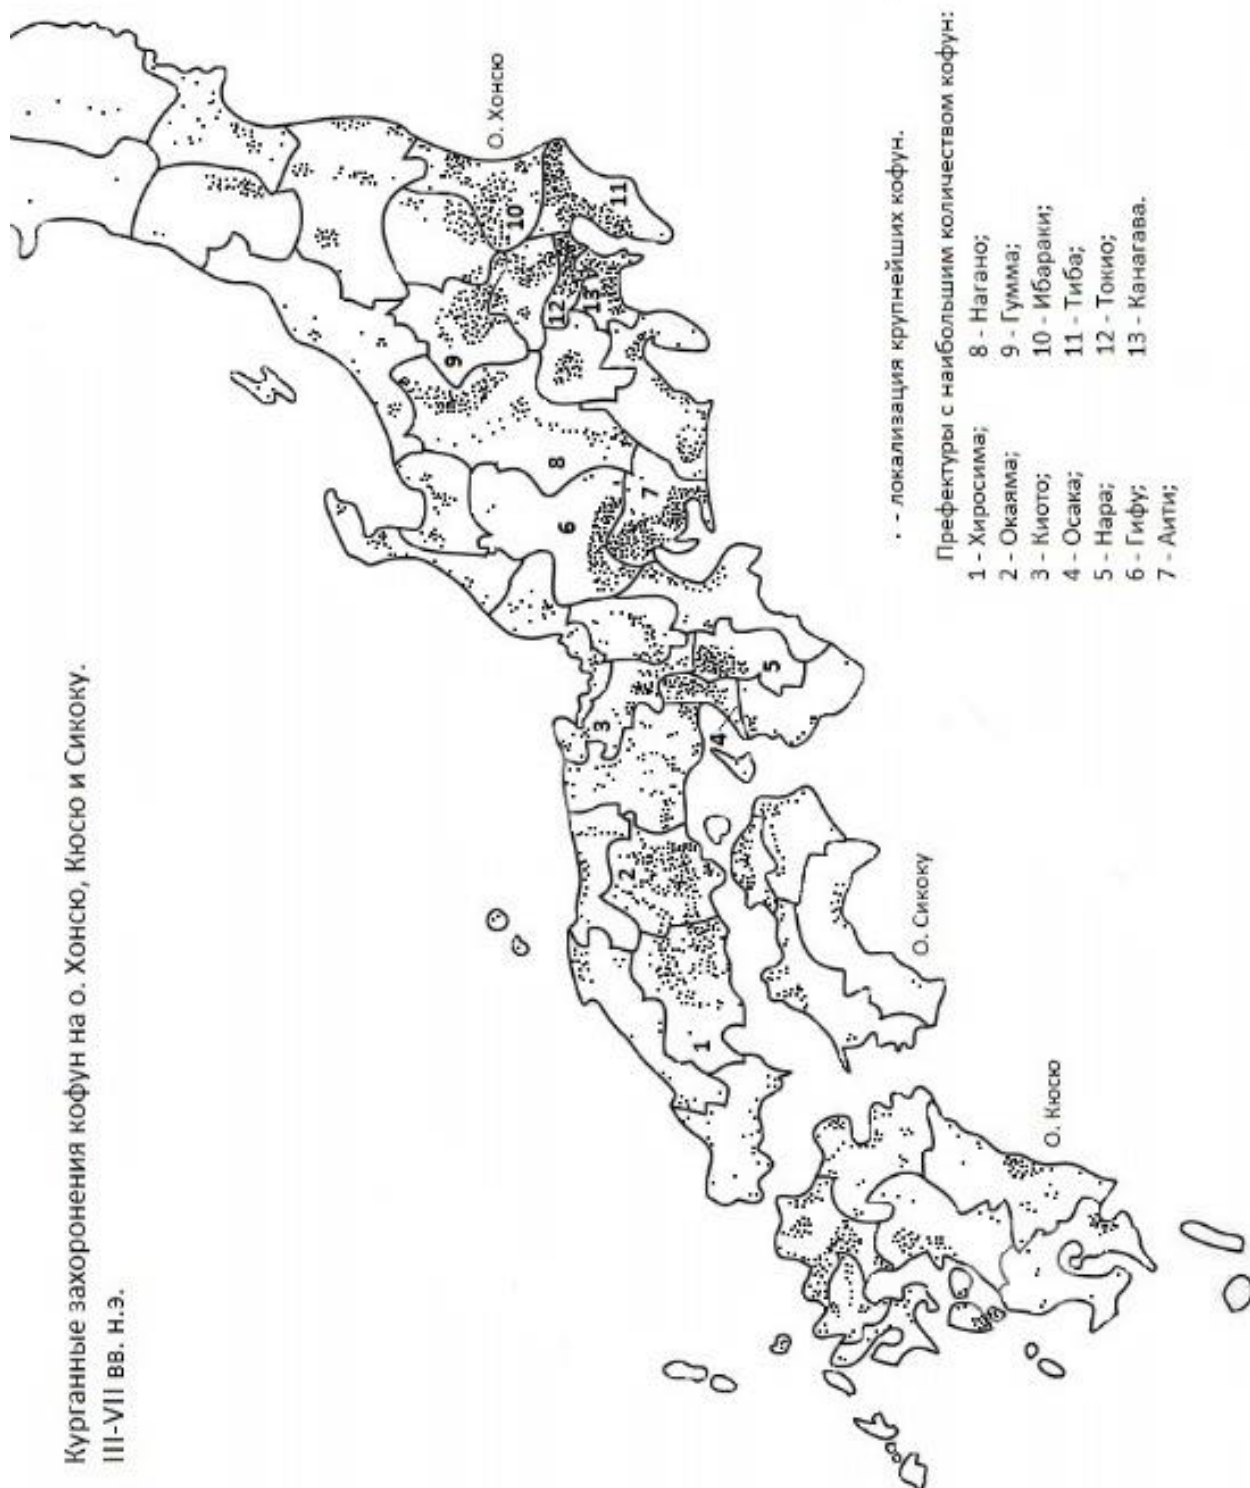 Курганные захоронения кофун на о. Хонсю, Кюсю и Сикоку.
III-VII вв. н.э.
О. Хонсю
О. Сикоку
О. Кюсю
1
2
3
4
5
6
7
8
9
10
11
12
13
. - локализация крупнейших кофун.
Префектуры с наибольшим количеством кофун:
1 - Хиросима;
2 - Окаяма;
3 - Киото;
4 - Осака;
5 - Нара;
6 - Гифу;
7 - Аити;
8 - Нагано;
9 - Гумма;
10 - Ибараки;
11 - Тиба;
12 - Токио;
13 - Канагава.